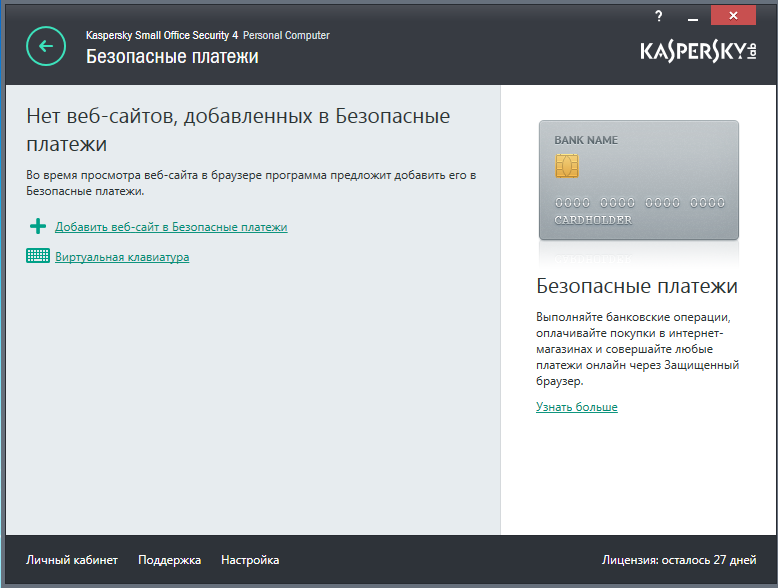 ?
Kaspersky Small Office Security 4 Personal Computer
Безопасные платежи
KASPERSKY lab
Нет веб-сайтов, добавленных в Безопасные
платежи
Во время просмотра веб-сайта в браузере программа предложит добавить его в
Безопасные платежи.
Добавить веб-сайт в Безопасные платежи
Виртуальная клавиатура
BANK NAME
0000 0000 0000 0000
CARDHOLDER
Безопасные платежи
Выполняйте банковские операции,
оплачивайте покупки в интернет-
магазинах и совершайте любые
платежи онлайн через Защищенный
браузер.
Узнать больше
Личный кабинет Поддержка Настройка
Лицензия: осталось 27 дней